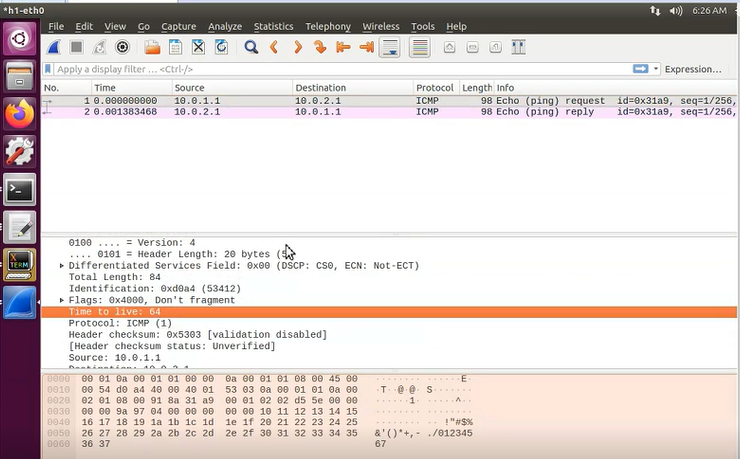 *h1-eth0
6:26 AM
File Edit View Go Capture Analyze Statistics Telephony Wireless Tools Help
Apply a display filter … <Ctrl-/>
Expression…
No. Time Source Destination Protocol Length Info
1 0.000000000 10.0.1.1 10.0.2.1 ICMP 98 Echo (ping) request id=0x31a9, seq=1/256,
2 0.001383468 10.0.2.1 10.0.1.1 ICMP 98 Echo (ping) reply id=0x31a9, seq=1/256,
0100 .... = Version: 4
.... 0101 = Header Length: 20 bytes (5)
Differentiated Services Field: 0x00 (DSCP: CS0, ECN: Not-ECT)
Total Length: 84
Identification: 0xd0a4 (53412)
Flags: 0x4000, Don't fragment
Time to live: 64
Protocol: ICMP (1)
Header checksum: 0x5303 [validation disabled]
[Header checksum status: Unverified]
Source: 10.0.1.1
Destination: 10.0.2.1
0000 00 01 0a 00 01 01 00 00 0a 00 01 01 08 00 45 00 ········ ······E·
0010 00 54 d0 a4 40 00 40 01 53 03 0a 00 01 01 0a 00 ·T··@·@· S·······
0020 02 01 08 00 91 8a 31 a9 00 01 02 02 d5 5e 00 00 ······1· ·····^··
0030 00 00 9a 97 04 00 00 00 00 00 10 11 12 13 14 15 ········ ········
0040 16 17 18 19 1a 1b 1c 1d 1e 1f 20 21 22 23 24 25 ········ ·· !"#$%
0050 26 27 28 29 2a 2b 2c 2d 2e 2f 30 31 32 33 34 35 &'()*+,- ./012345
0060 36 37 67